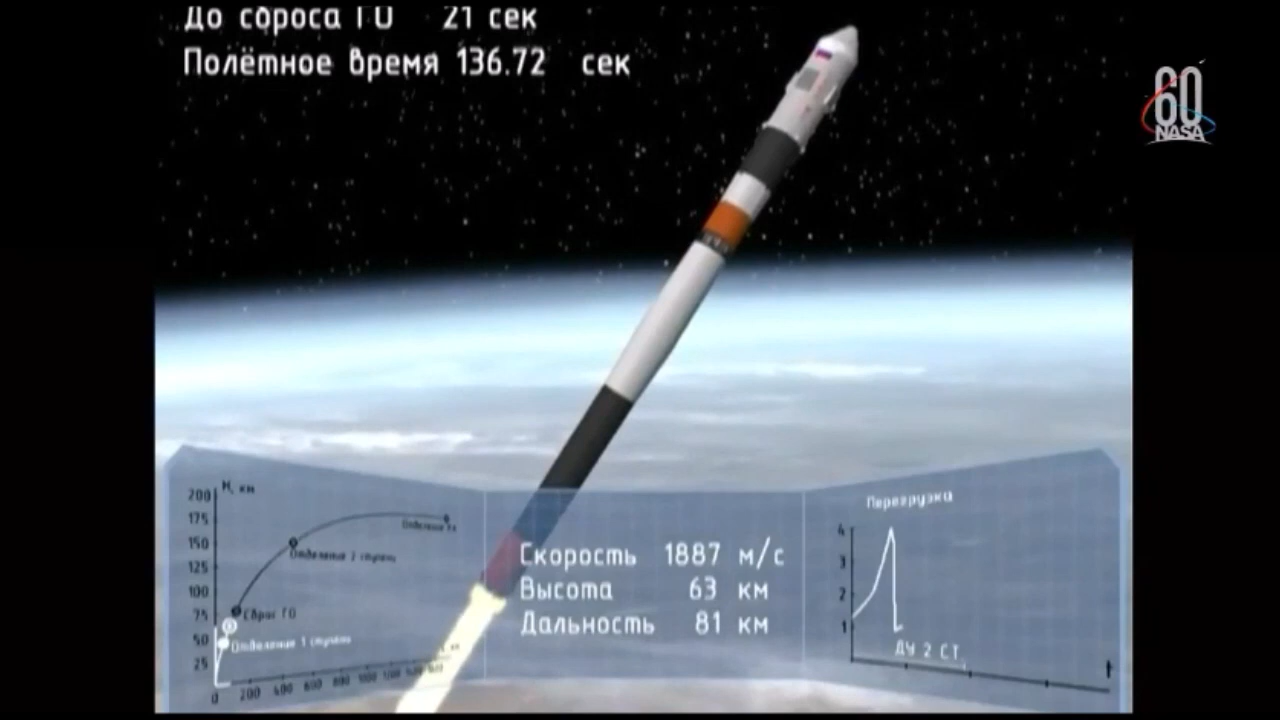 До сброса ГО 21 сек
Полётное время 136.72 сек
60
NASA
Н, км
200
175
150
125
100
75
50
25
0
200
400
600
800
1000
1200
Отделение 2 ступени
Сброс ГО
Отделение 1 ступени
Скорость 1887 м/с
Высота 63 км
Дальность 81 км
Перегрузка
4
3
2
1
ДУ 2 СТ.
t